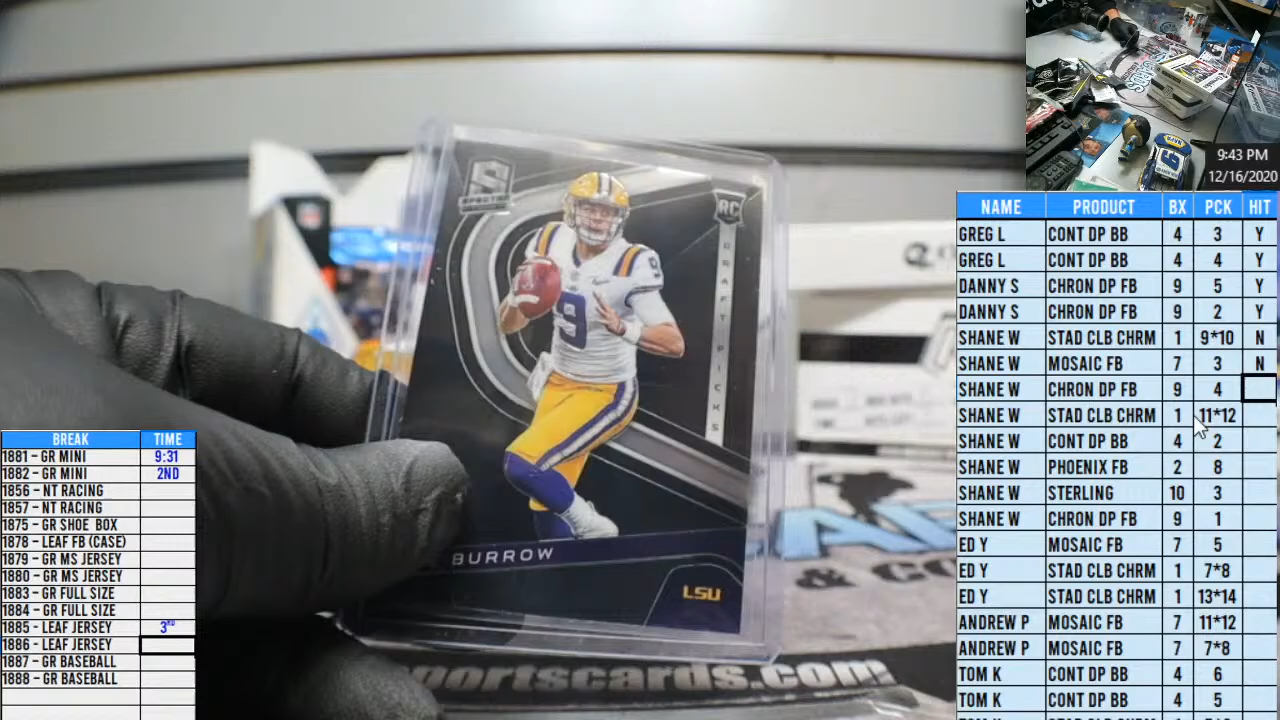 9:43 PM
12/16/2020
NAME PRODUCT BX PCK HIT
GREG L CONT DP BB 4 3 Y
GREG L CONT DP BB 4 4 Y
DANNY S CHRON DP FB 9 5 Y
DANNY S CHRON DP FB 9 2 Y
SHANE W STAD CLB CHRM 1 9*10 N
SHANE W MOSAIC FB 7 3 N
SHANE W CHRON DP FB 9 4
SHANE W STAD CLB CHRM 1 11*12
SHANE W CONT DP BB 4 2
SHANE W PHOENIX FB 2 8
SHANE W STERLING 10 3
SHANE W CHRON DP FB 9 1
ED Y MOSAIC FB 7 5
ED Y STAD CLB CHRM 1 7*8
ED Y STAD CLB CHRM 1 13*14
ANDREW P MOSAIC FB 7 11*12
ANDREW P MOSAIC FB 7 7*8
TOM K CONT DP BB 4 6
TOM K CONT DP BB 4 5
BREAK TIME
1881 – GR MINI 9:31
1882 – GR MINI 2ND
1856 – NT RACING
1857 – NT RACING
1875 – GR SHOE BOX
1878 – LEAF FB (CASE)
1879 – GR MS JERSEY
1880 – GR MS JERSEY
1883 – GR FULL SIZE
1884 – GR FULL SIZE
1885 – LEAF JERSEY 3RD
1886 – LEAF JERSEY
1887 – GR BASEBALL
1888 – GR BASEBALL
SPECTRA
RC
DRAFT PICKS
9
9
BURROW
LSU
& CO
portscards.com